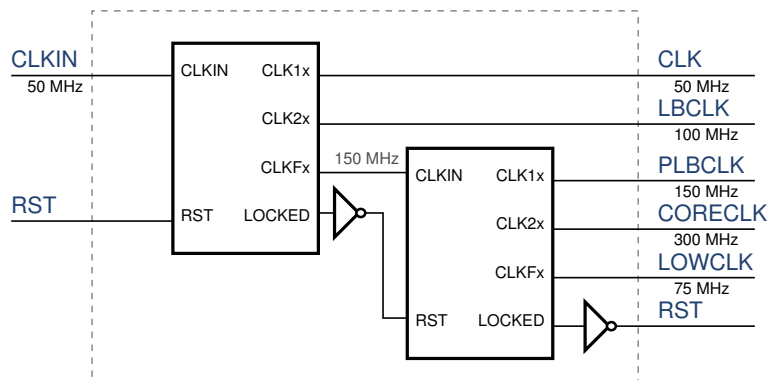 CLKIN
50 MHz
RST
CLKIN
CLK1x
CLK2x
CLKFx
RST
LOCKED
150 MHz
CLKIN
CLK1x
CLK2x
CLKFx
RST
LOCKED
CLK
50 MHz
LBCLK
100 MHz
PLBCLK
150 MHz
CORECLK
300 MHz
LOWCLK
75 MHz
RST